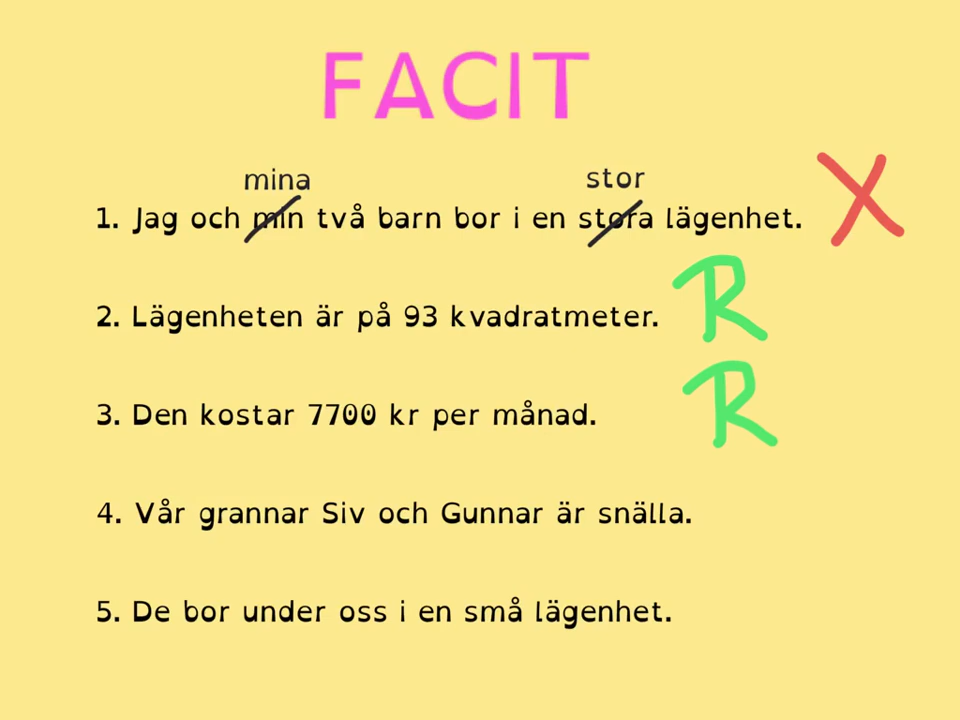 FACIT
mina stor
1. Jag och min två barn bor i en stora lägenhet. X
2. Lägenheten är på 93 kvadratmeter. R
3. Den kostar 7700 kr per månad. R
4. Vår grannar Siv och Gunnar är snälla.
5. De bor under oss i en små lägenhet.